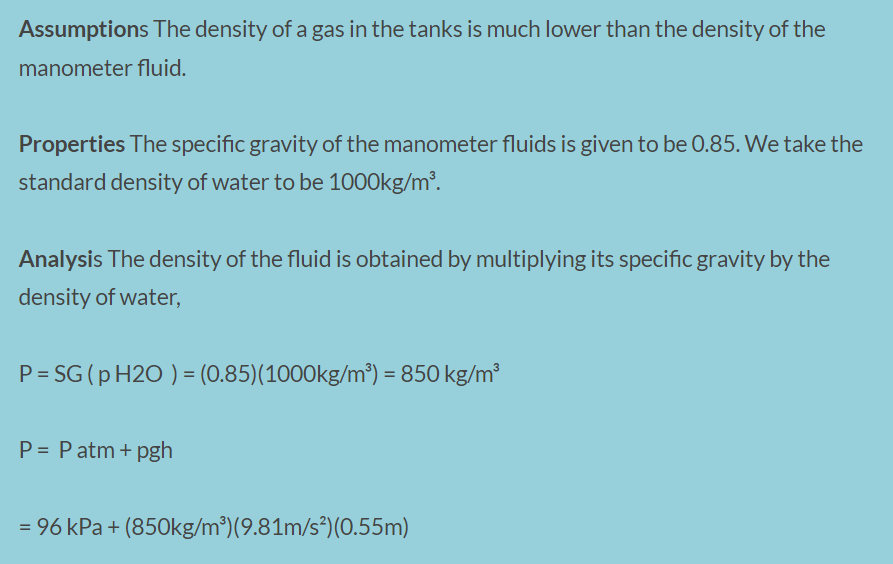 Assumptions The density of a gas in the tanks is much lower than the density of the
manometer fluid.
Properties The specific gravity of the manometer fluids is given to be 0.85. We take the
standard density of water to be 1000kg/m³.
Analysis The density of the fluid is obtained by multiplying its specific gravity by the
density of water,
P = SG ( p H2O ) = (0.85)(1000kg/m³) = 850 kg/m³
P = P atm + pgh
= 96 kPa + (850kg/m³)(9.81m/s²)(0.55m)